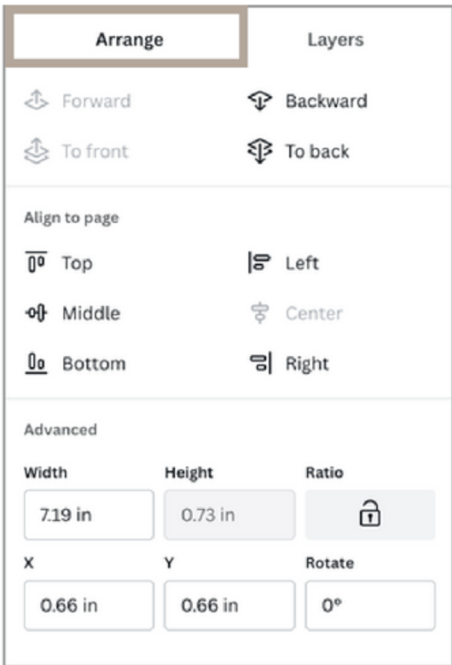 Arrange Layers
Forward Backward
To front To back
Align to page
Top Left
Middle Center
Bottom Right
Advanced
Width Height Ratio
7.19 in 0.73 in
X Y Rotate
0.66 in 0.66 in 0°